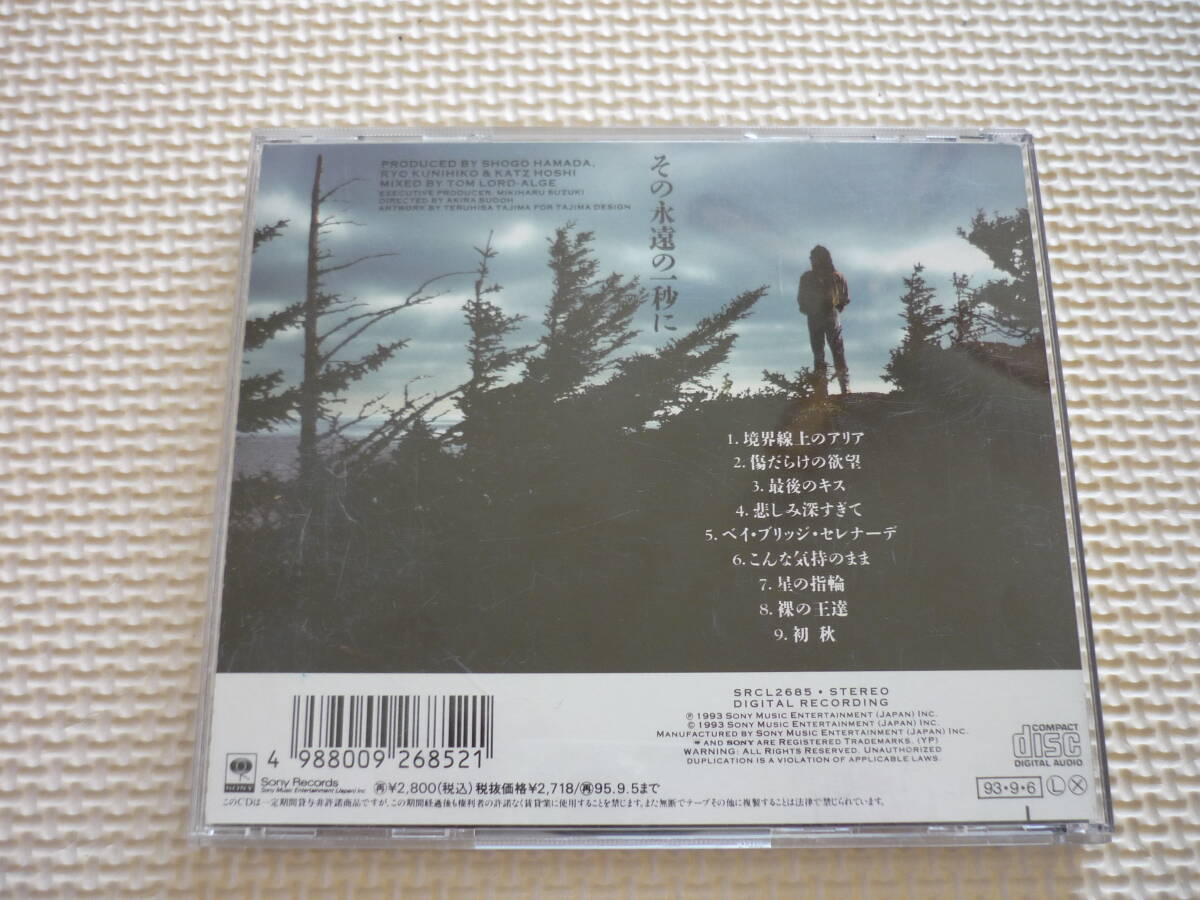 PRODUCED BY SHOGO HAMADA,
RYO KUNIHIKO & KATZ HOSHI
MIXED BY TOM LORD-ALGE
EXECUTIVE PRODUCER, MIKIHARU SUZUKI
DIRECTED BY AKIRA SUDOH
ARTWORK BY TERUHISA TAJIMA FOR TAJIMA DESIGN
その永遠の一秒に
1. 境界線上のアリア
2. 傷だらけの欲望
3. 最後のキス
4. 悲しみ深すぎて
5. ベイ・ブリッジ・セレナーデ
6. こんな気持のまま
7. 星の指輪
8. 裸の王達
9. 初秋
SRCL2685・STEREO
DIGITAL RECORDING
Ⓟ 1993 SONY MUSIC ENTERTAINMENT (JAPAN) INC.
© 1993 SONY MUSIC ENTERTAINMENT (JAPAN) INC.
MANUFACTURED BY SONY MUSIC ENTERTAINMENT (JAPAN) INC.
AND SONY ARE REGISTERED TRADEMARKS. (YP)
WARNING: ALL RIGHTS RESERVED. UNAUTHORIZED
DUPLICATION IS A VIOLATION OF APPLICABLE LAWS.
COMPACT
disc
DIGITAL AUDIO
4 988009 268521
SONY
Sony Records
Sony Music Entertainment (Japan) Inc.
㊢¥2,800(税込)税抜価格¥2,718/㊢95.9.5まで
93・9・6 Ⓛ Ⓧ
このCDは一定期間貸与非許諾商品ですが、この期間経過後も権利者の許諾なく賃貸業に使用することを禁じます。また無断でテープその他に複製することは法律で禁じられています。